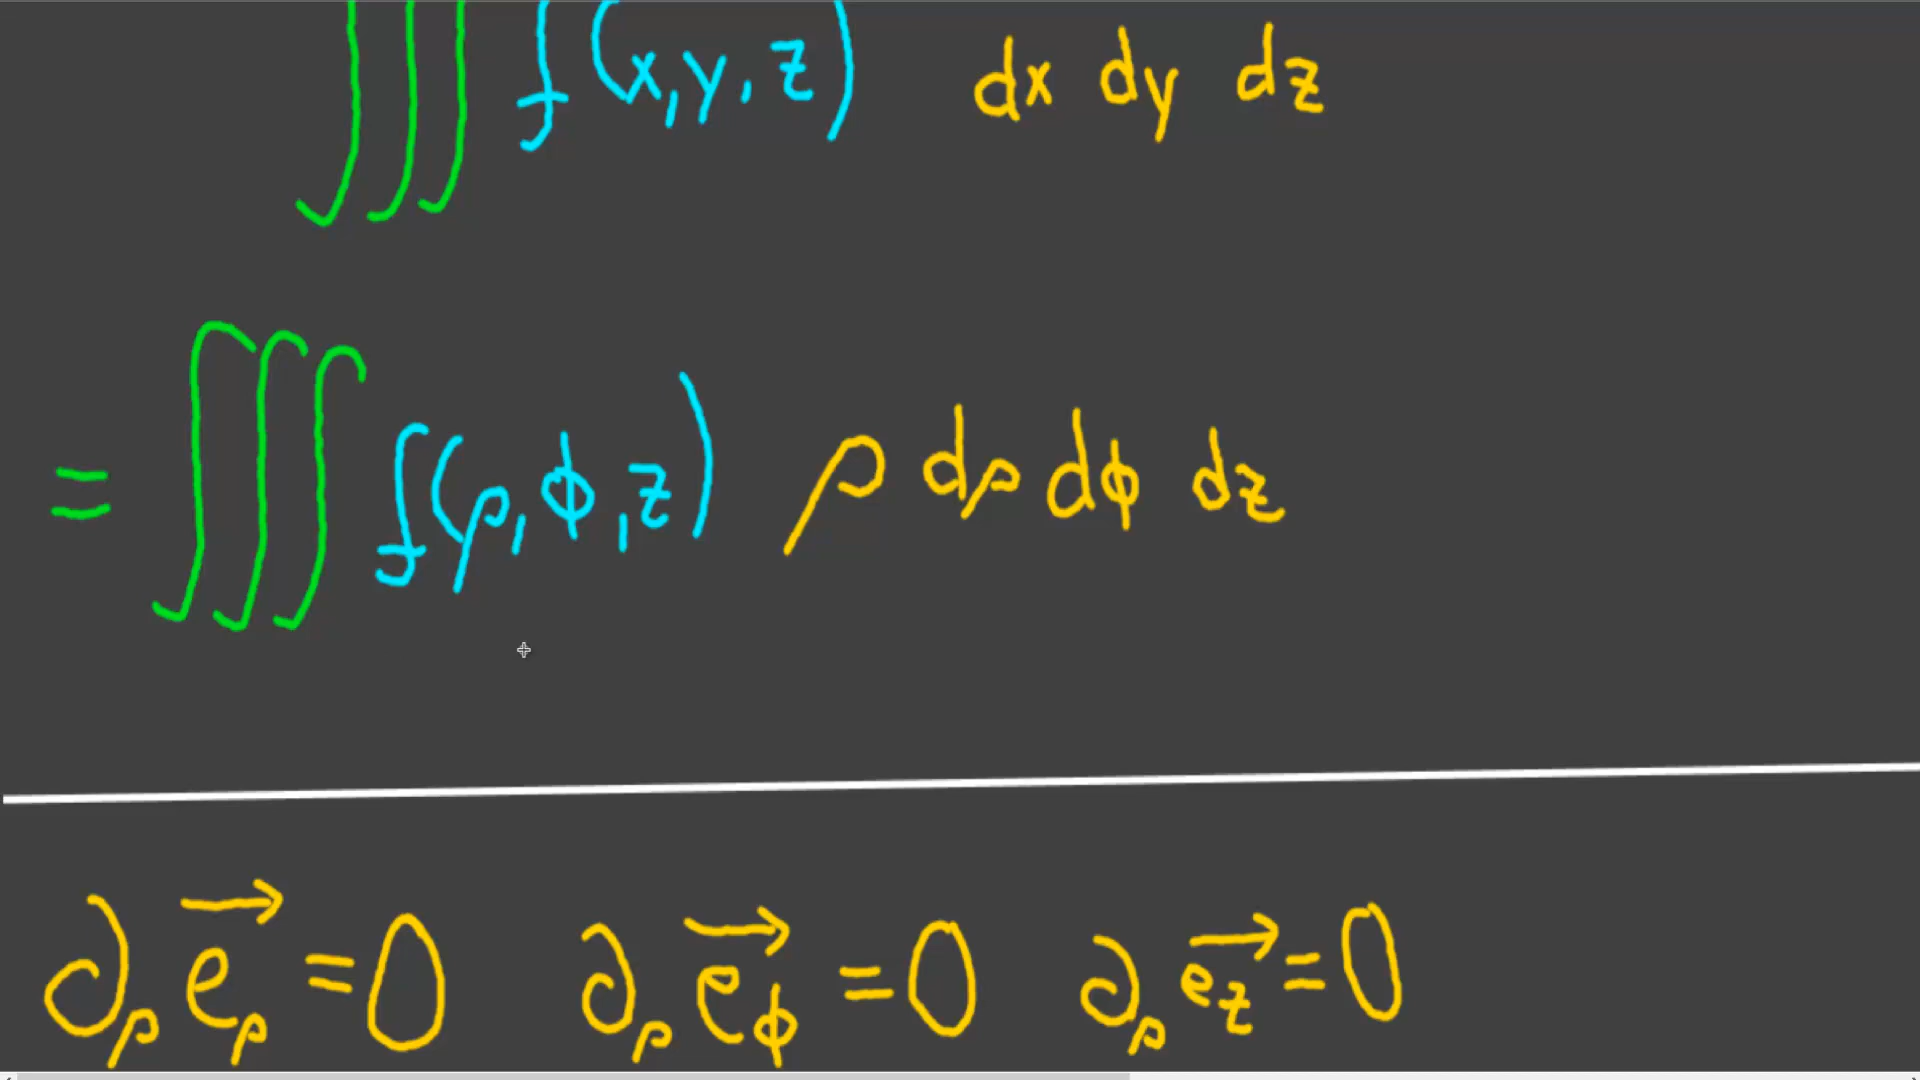 ∭ f(x,y,z) dx dy dz
= ∭ f(ρ,ϕ,z) ρ dρ dϕ dz
∂ρ e⃗ρ = 0 ∂ρ e⃗ϕ = 0 ∂ρ e⃗z = 0